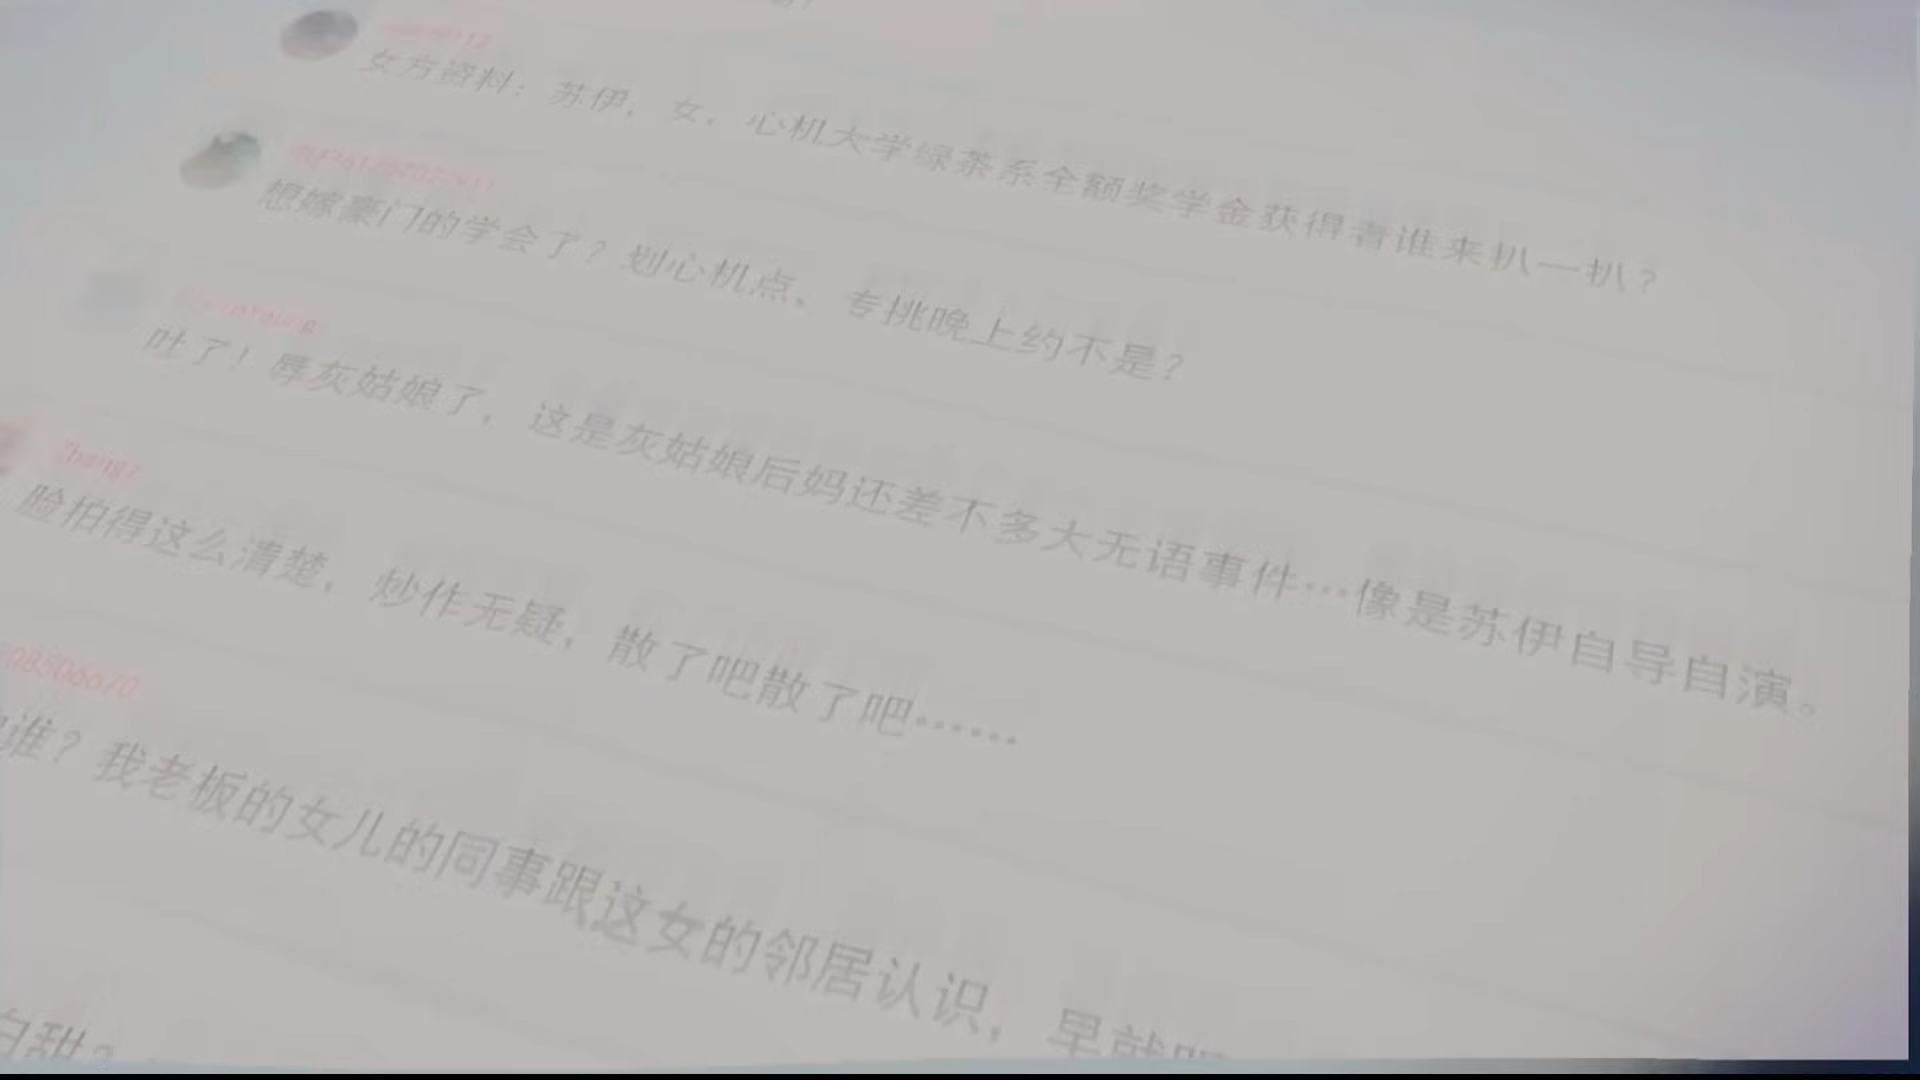 女方资料：苏伊，女，心机大学绿茶系全额奖学金获得者谁来扒一扒？
想嫁豪门的学会了？划心机点，专挑晚上约不是？
吐了！辱灰姑娘了，这是灰姑娘后妈还差不多大无语事件…像是苏伊自导自演。
脸拍得这么清楚，炒作无疑，散了吧散了吧……
08506670
谁？我老板的女儿的同事跟这女的邻居认识，早就
白甜？